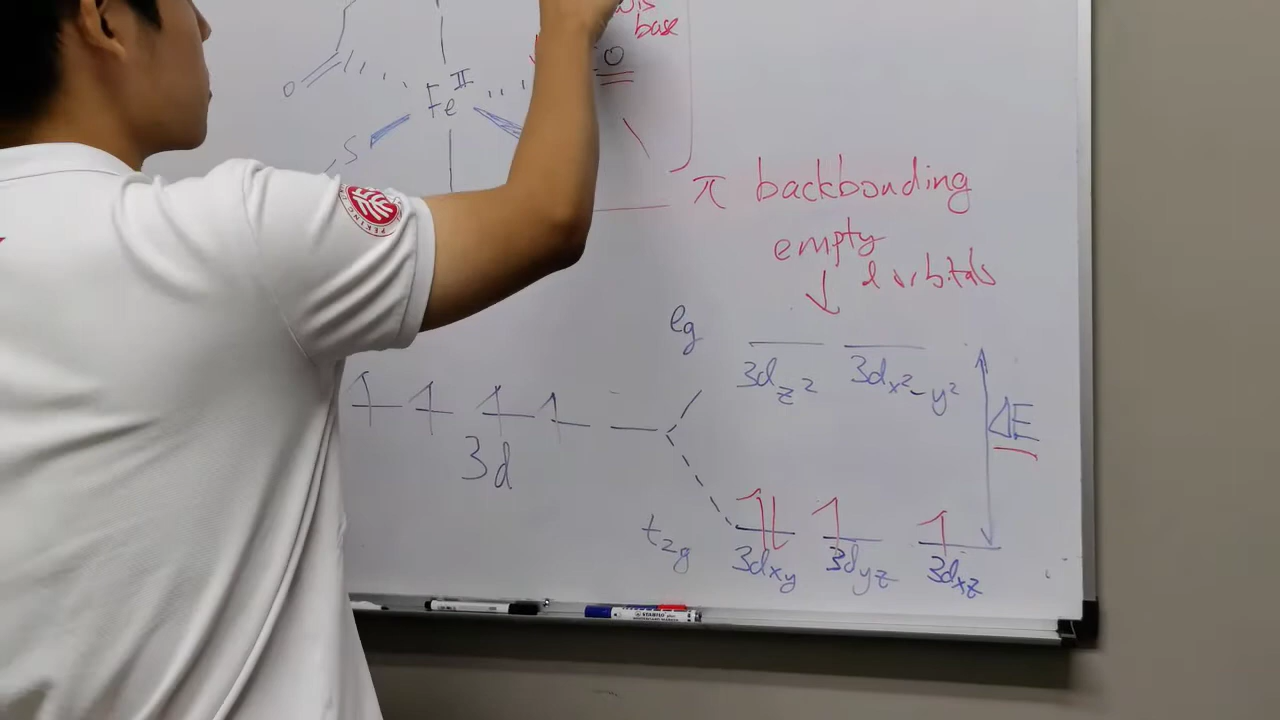 base
O
O
II
Fe
S
π backbonding
empty
d orbitals
eg
3dz² 3dx²-y²
ΔE
3d
t2g
3dxy 3dyz 3dxz